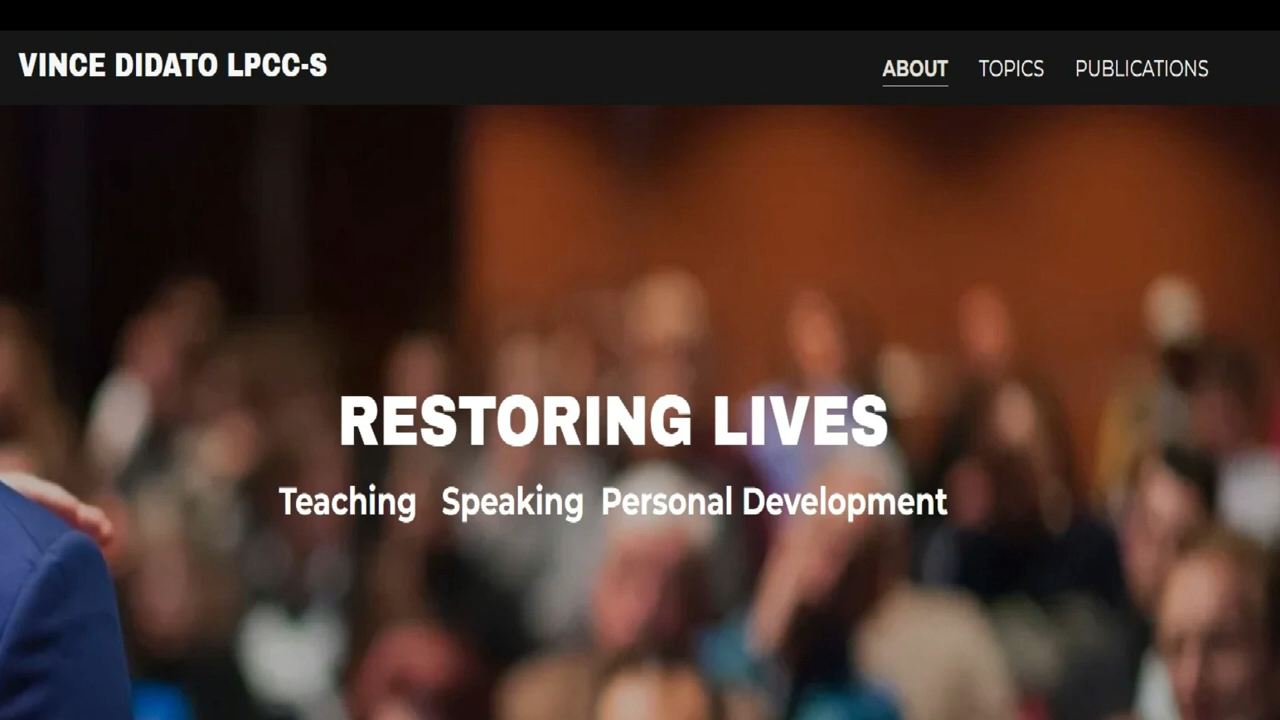 VINCE DIDATO LPCC-S
ABOUT TOPICS PUBLICATIONS
RESTORING LIVES
Teaching Speaking Personal Development